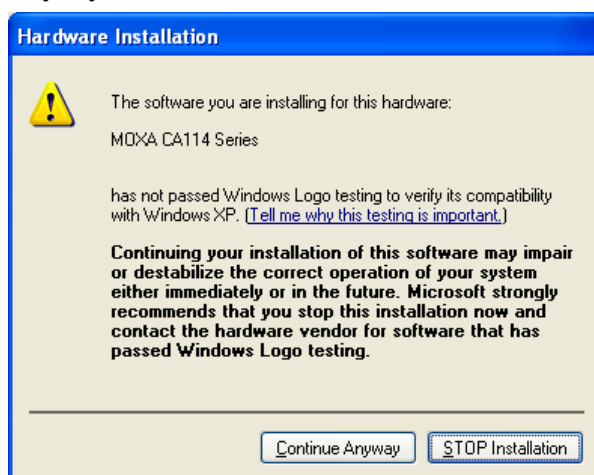 Hardware Installation
The software you are installing for this hardware:
MOXA CA114 Series
has not passed Windows Logo testing to verify its compatibility
with Windows XP. (Tell me why this testing is important.)
Continuing your installation of this software may impair
or destabilize the correct operation of your system
either immediately or in the future. Microsoft strongly
recommends that you stop this installation now and
contact the hardware vendor for software that has
passed Windows Logo testing.
Continue Anyway
STOP Installation